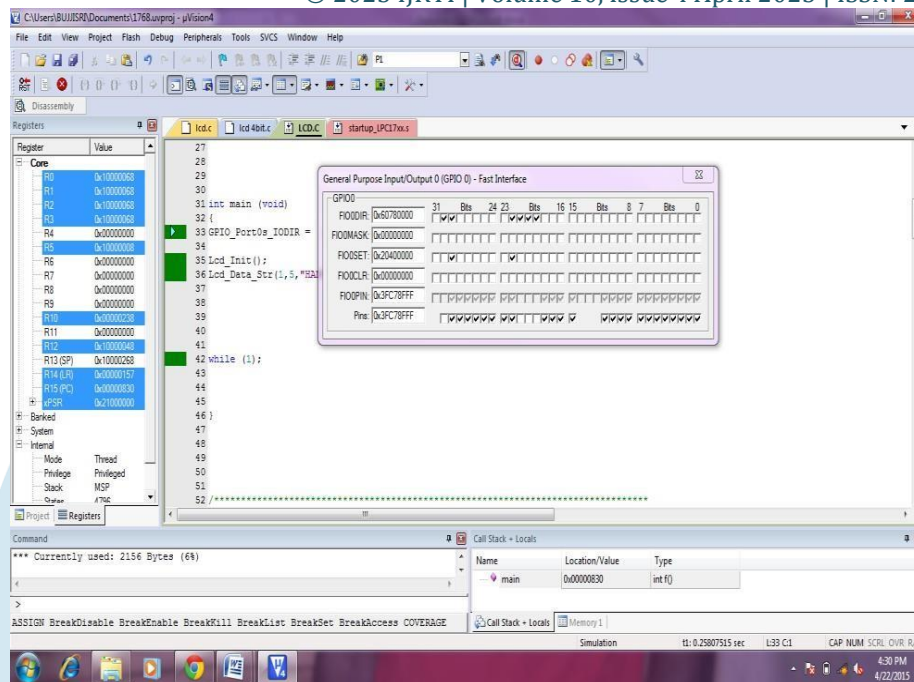 © 2025 IJRTI | Volume 10, Issue 4 April 2025 | ISSN: 2
C:\Users\BUJJISRI\Documents\1768.uvproj - µVision4
File Edit View Project Flash Debug Peripherals Tools SVCS Window Help
P1
Disassembly
Registers
lcd.c lcd 4bit.c LCD.C startup_LPC17xx.s
Register Value
Core
R0 0x10000068
R1 0x10000068
R2 0x10000068
R3 0x10000068
R4 0x00000000
R5 0x10000008
R6 0x00000000
R7 0x00000000
R8 0x00000000
R9 0x00000000
R10 0x00000238
R11 0x00000000
R12 0x10000048
R13 (SP) 0x10000268
R14 (LR) 0x00000157
R15 (PC) 0x00000830
xPSR 0x21000000
Banked
System
Internal
Mode Thread
Privilege Privileged
Stack MSP
States 4796
Project Registers
27
28
29
30
31 int main (void)
32 {
33 GPIO_Port0s_IODIR =
34
35 Lcd_Init();
36 Lcd_Data_Str(1,5,"HA
37
38
39
40
41
42 while (1);
43
44
45
46 }
47
48
49
50
51
52 /****************************************************************************************
General Purpose Input/Output 0 (GPIO 0) - Fast Interface
GPIO0
31 Bits 24 23 Bits 16 15 Bits 8 7 Bits 0
FIO0DIR: 0x60780000
FIO0MASK: 0x00000000
FIO0SET: 0x20400000
FIO0CLR: 0x00000000
FIO0PIN: 0x3FC78FFF
Pins: 0x3FC78FFF
Command
*** Currently used: 2156 Bytes (6%)
>
ASSIGN BreakDisable BreakEnable BreakKill BreakList BreakSet BreakAccess COVERAGE
Call Stack + Locals
Name Location/Value Type
main 0x00000830 int f()
Call Stack + Locals Memory 1
Simulation t1: 0.25807515 sec L:33 C:1 CAP NUM SCRL OVR R
4:30 PM
4/22/2015